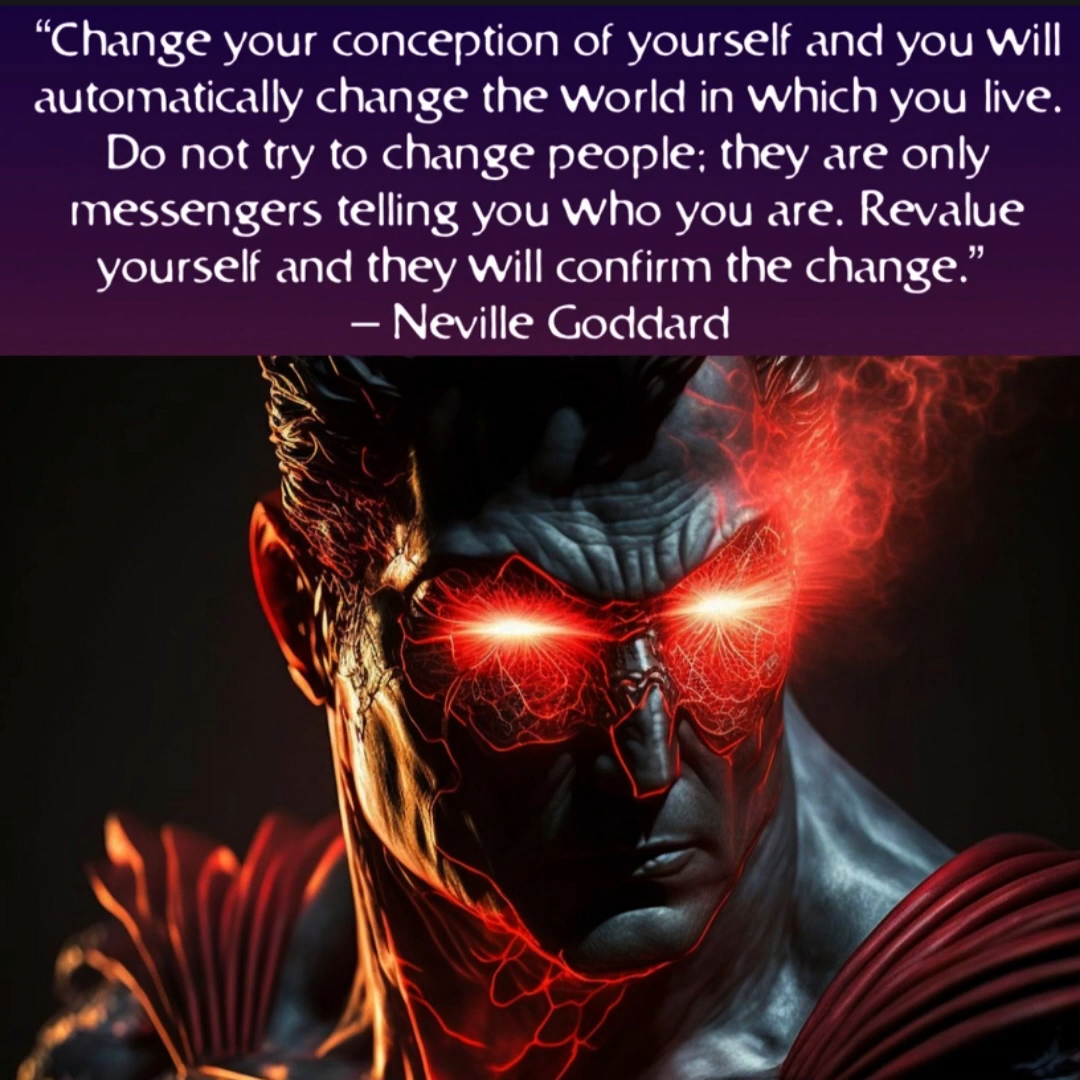 “Change your conception of yourself and you will
automatically change the world in which you live.
Do not try to change people; they are only
messengers telling you who you are. Revalue
yourself and they will confirm the change.”
– Neville Goddard